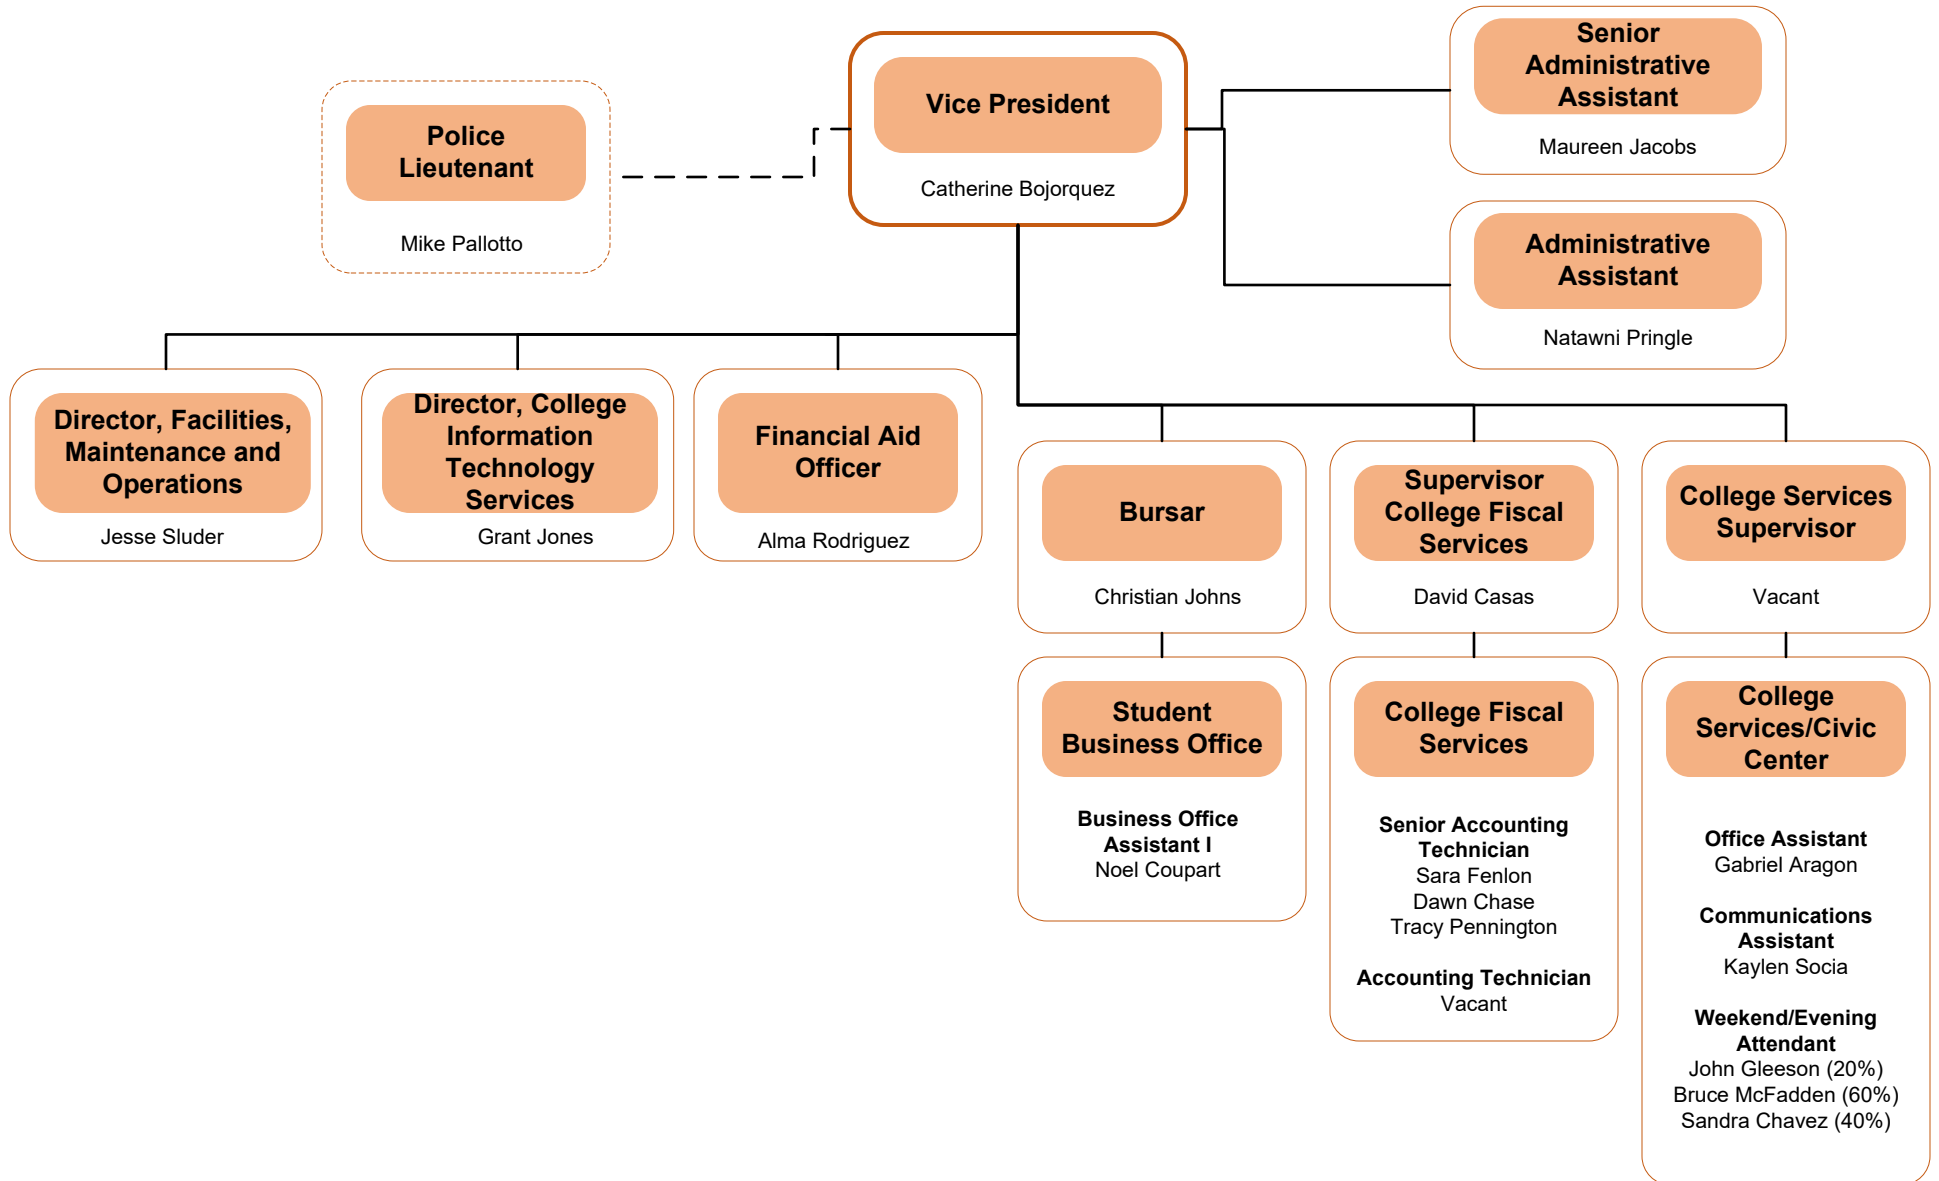 Senior
Administrative
Assistant
Maureen Jacobs
Vice President
Catherine Bojorquez
Police
Lieutenant
Mike Pallotto
Administrative
Assistant
Natawni Pringle
Director, Facilities,
Maintenance and
Operations
Jesse Sluder
Director, College
Information
Technology
Services
Grant Jones
Financial Aid
Officer
Alma Rodriguez
Bursar
Christian Johns
Supervisor
College Fiscal
Services
David Casas
College Services
Supervisor
Vacant
Student
Business Office
Business Office
Assistant I
Noel Coupart
College Fiscal
Services
Senior Accounting
Technician
Sara Fenlon
Dawn Chase
Tracy Pennington
Accounting Technician
Vacant
College
Services/Civic
Center
Office Assistant
Gabriel Aragon
Communications
Assistant
Kaylen Socia
Weekend/Evening
Attendant
John Gleeson (20%)
Bruce McFadden (60%)
Sandra Chavez (40%)